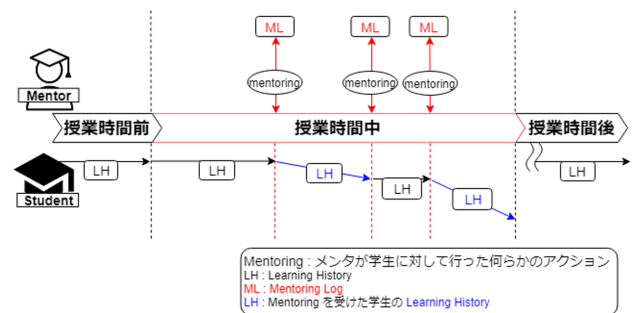 ML
ML
ML
mentoring
mentoring
mentoring
Mentor
授業時間前
授業時間中
授業時間後
LH
LH
LH
LH
LH
LH
Student
Mentoring : メンタが学生に対して行った何らかのアクション
LH : Learning History
ML : Mentoring Log
LH : Mentoring を受けた学生の Learning History